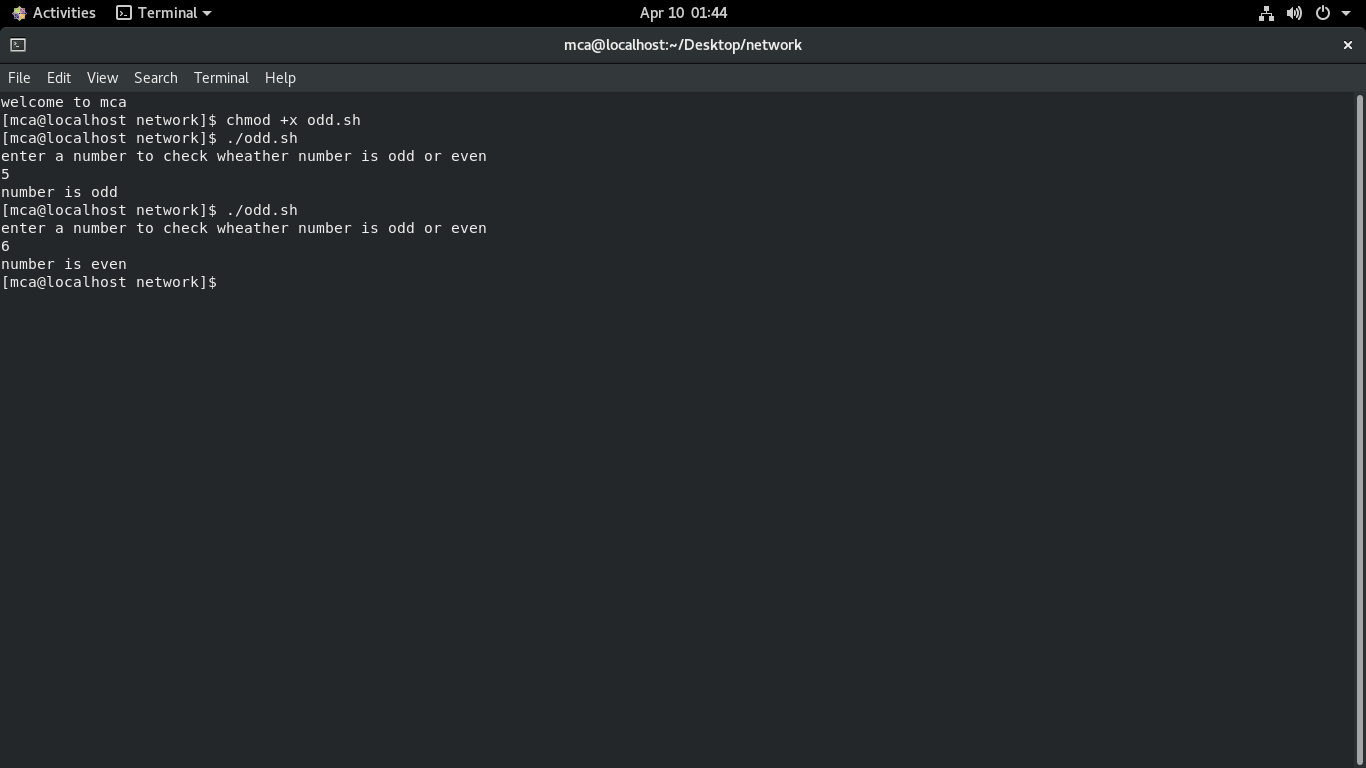 Activities Terminal Apr 10 01:44
mca@localhost:~/Desktop/network
File Edit View Search Terminal Help
welcome to mca
[mca@localhost network]$ chmod +x odd.sh
[mca@localhost network]$ ./odd.sh
enter a number to check wheather number is odd or even
5
number is odd
[mca@localhost network]$ ./odd.sh
enter a number to check wheather number is odd or even
6
number is even
[mca@localhost network]$